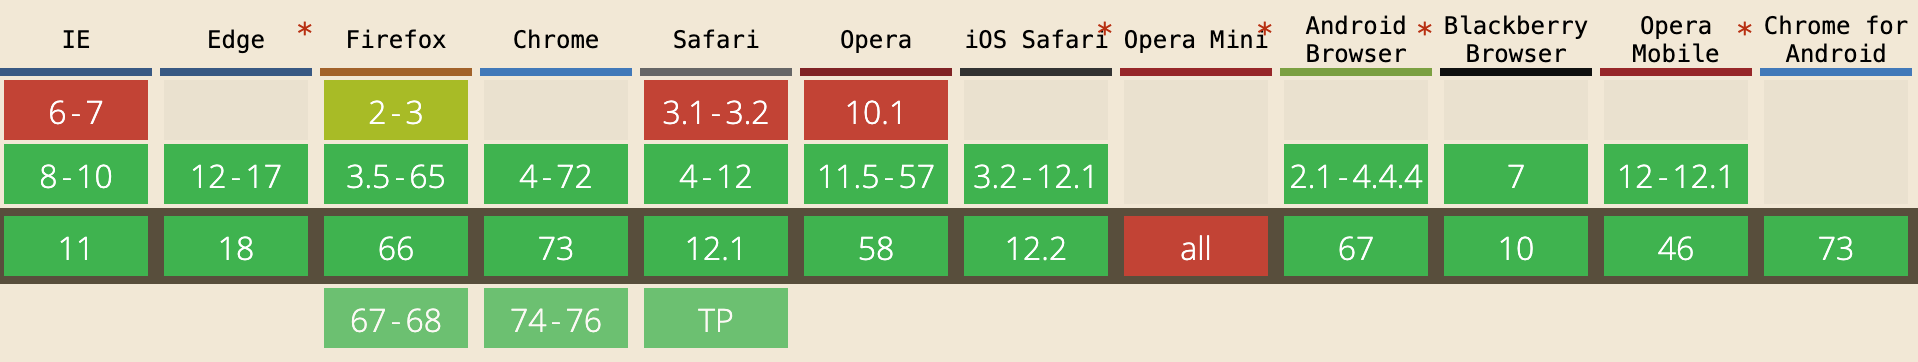 IE Edge * Firefox Chrome Safari Opera iOS Safari * Opera Mini * Android Browser * Blackberry Browser Opera Mobile * Chrome for Android
6-7 2-3 3.1-3.2 10.1
8-10 12-17 3.5-65 4-72 4-12 11.5-57 3.2-12.1 2.1-4.4.4 7 12-12.1
11 18 66 73 12.1 58 12.2 all 67 10 46 73
67-68 74-76 TP